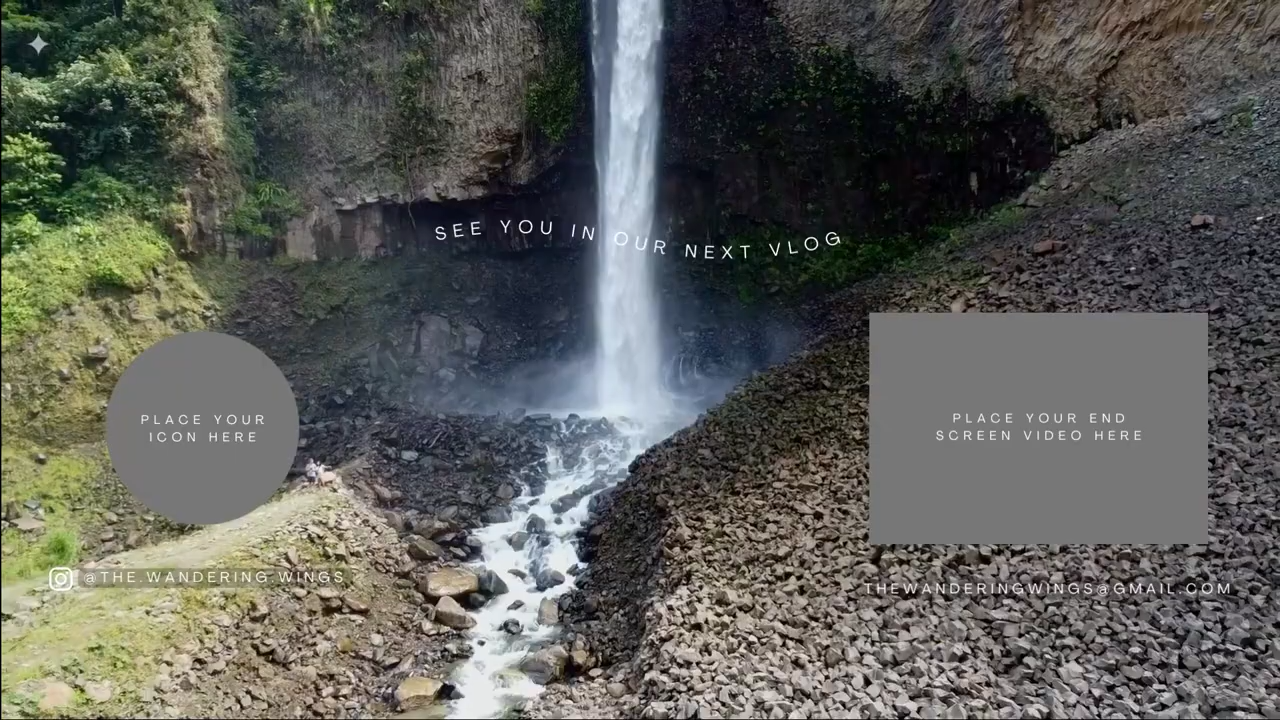 SEE YOU IN OUR NEXT VLOG
PLACE YOUR
ICON HERE
PLACE YOUR END
SCREEN VIDEO HERE
@THE.WANDERING.WINGS
THEWANDERINGWINGS@GMAIL.COM